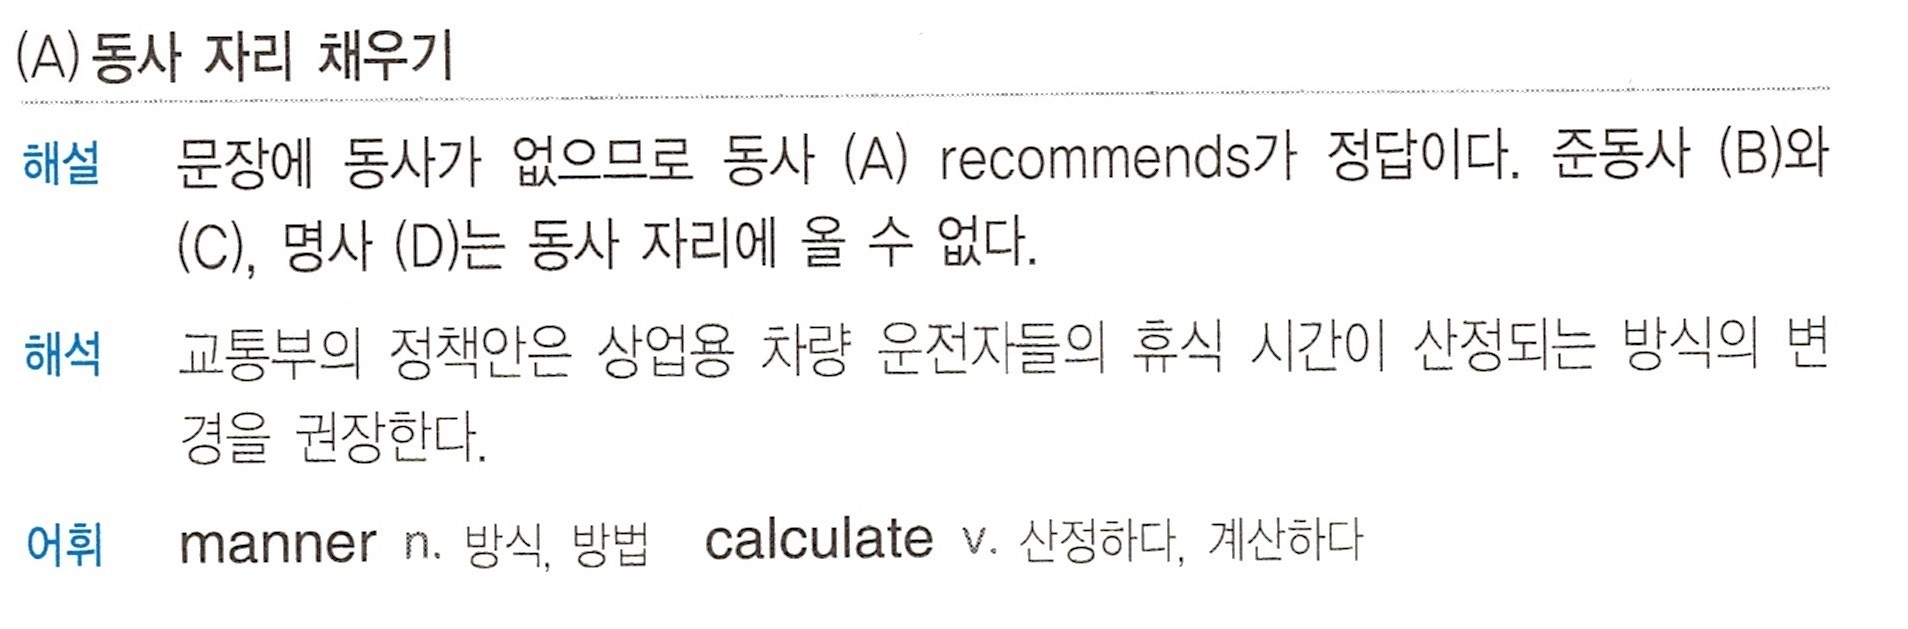 (A) 동사 자리 채우기
해설 문장에 동사가 없으므로 동사 (A) recommends가 정답이다. 준동사 (B)와
(C), 명사 (D)는 동사 자리에 올 수 없다.
해석 교통부의 정책안은 상업용 차량 운전자들의 휴식 시간이 산정되는 방식의 변
경을 권장한다.
어휘 manner n. 방식, 방법 calculate v. 산정하다, 계산하다